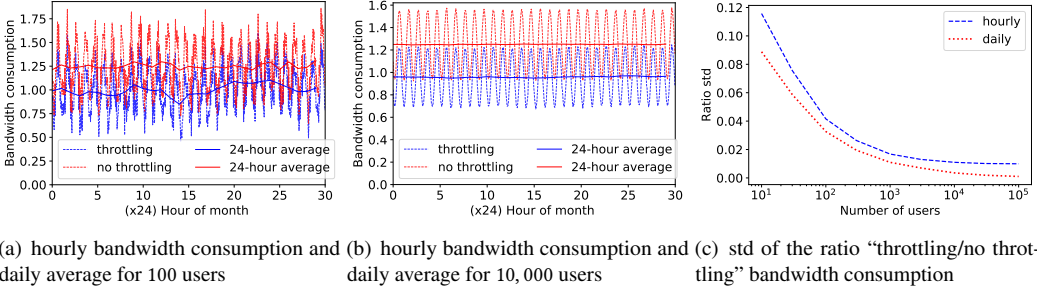 Bandwidth consumption
1.75
1.50
1.25
1.00
0.75
0.50
0.25
0.00
throttling
no throttling
24-hour average
24-hour average
0 5 10 15 20 25 30
(x24) Hour of month
Bandwidth consumption
1.6
1.4
1.2
1.0
0.8
0.6
0.4
0.2
0.0
throttling
no throttling
24-hour average
24-hour average
0 5 10 15 20 25 30
(x24) Hour of month
Ratio std
0.12
0.10
0.08
0.06
0.04
0.02
0.00
hourly
daily
10¹ 10² 10³ 10⁴ 10⁵
Number of users
(a) hourly bandwidth consumption and
daily average for 100 users
(b) hourly bandwidth consumption and
daily average for 10, 000 users
(c) std of the ratio “throttling/no throt-
tling” bandwidth consumption